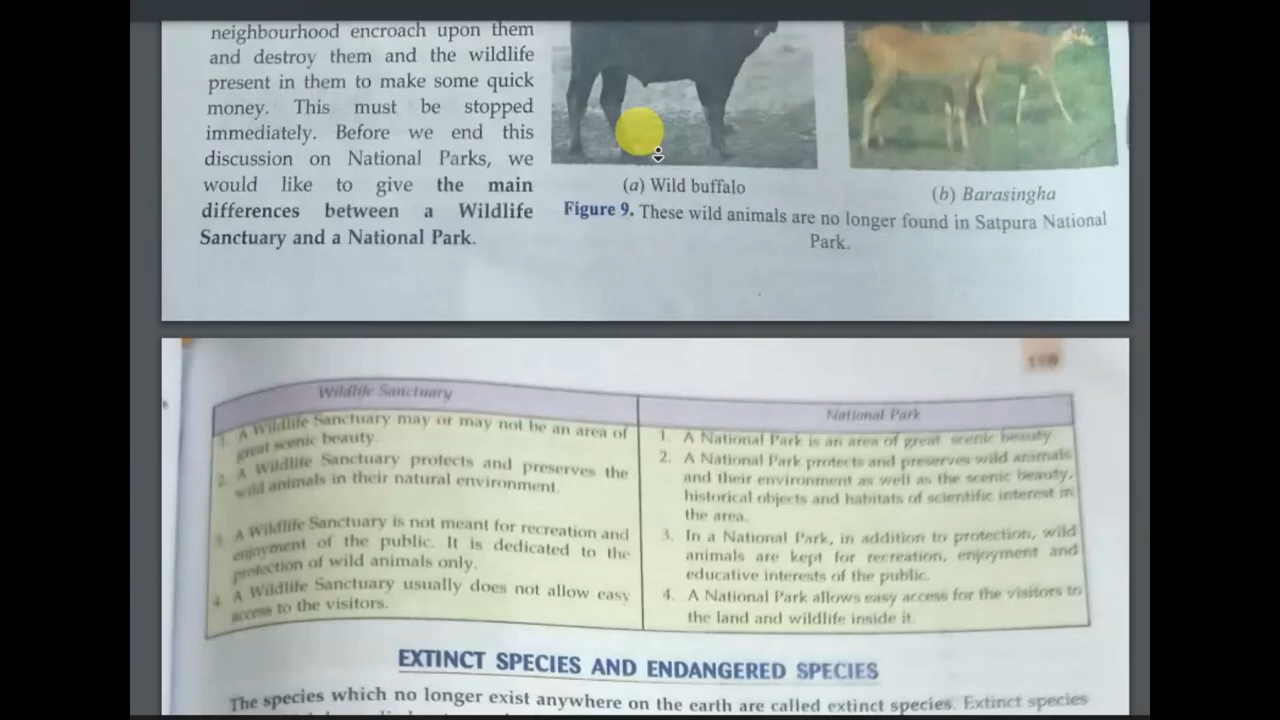 neighbourhood encroach upon them
and destroy them and the wildlife
present in them to make some quick
money. This must be stopped
immediately. Before we end this
discussion on National Parks, we
would like to give the main
differences between a Wildlife
Sanctuary and a National Park.
(a) Wild buffalo
(b) Barasingha
Figure 9. These wild animals are no longer found in Satpura National
Park.
Wildlife Sanctuary
1. A Wildlife Sanctuary may or may not be an area of
great scenic beauty.
2. A Wildlife Sanctuary protects and preserves the
wild animals in their natural environment.
3. A Wildlife Sanctuary is not meant for recreation and
enjoyment of the public. It is dedicated to the
protection of wild animals only.
4. A Wildlife Sanctuary usually does not allow easy
access to the visitors.
National Park
1. A National Park is an area of great scenic beauty
2. A National Park protects and preserves wild animals
and their environment as well as the scenic beauty,
historical objects and habitats of scientific interest in
the area.
3. In a National Park, in addition to protection, wild
animals are kept for recreation, enjoyment and
educative interests of the public.
4. A National Park allows easy access for the visitors to
the land and wildlife inside it.
EXTINCT SPECIES AND ENDANGERED SPECIES
The species which no longer exist anywhere on the earth are called extinct species. Extinct species